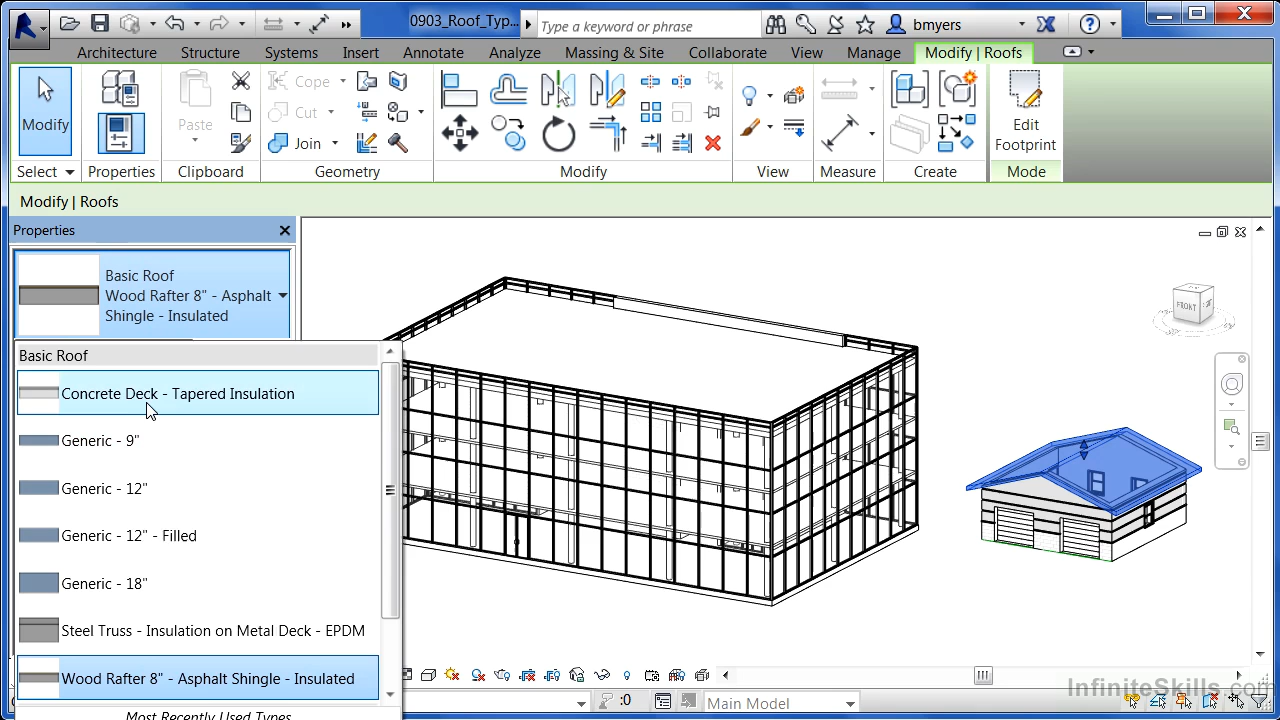 0903_Roof_Typ...
Type a keyword or phrase
bmyers
Architecture Structure Systems Insert Annotate Analyze Massing & Site Collaborate View Manage Modify | Roofs
Modify
Paste
Cope
Cut
Join
Edit
Footprint
Select Properties Clipboard Geometry Modify View Measure Create Mode
Modify | Roofs
Properties
Basic Roof
Wood Rafter 8" - Asphalt
Shingle - Insulated
Basic Roof
Concrete Deck - Tapered Insulation
Generic - 9"
Generic - 12"
Generic - 12" - Filled
Generic - 18"
Steel Truss - Insulation on Metal Deck - EPDM
Wood Rafter 8" - Asphalt Shingle - Insulated
Most Recently Used Types
FRONT
:0
Main Model
InfiniteSkills.com